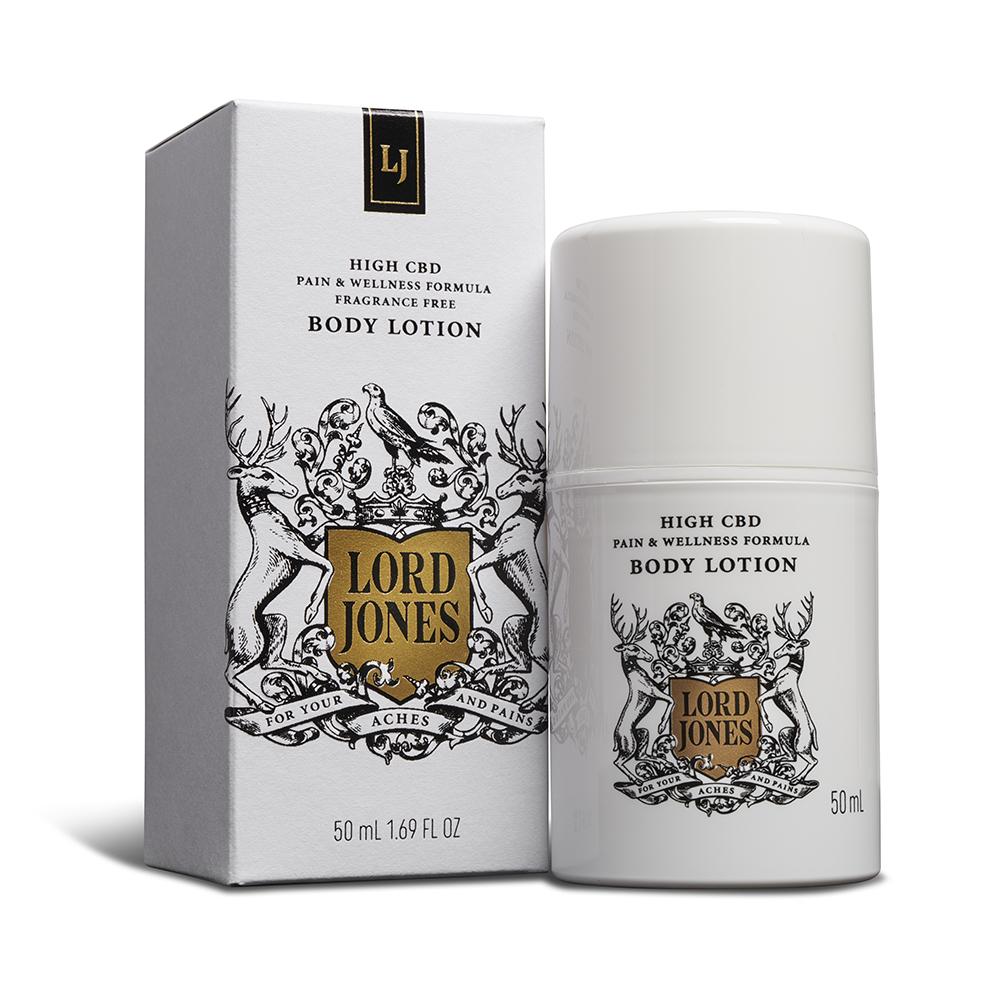 LJ
HIGH CBD
PAIN & WELLNESS FORMULA
FRAGRANCE FREE
BODY LOTION
LORD
JONES
FOR YOUR ACHES AND PAINS
50 mL 1.69 FL OZ
HIGH CBD
PAIN & WELLNESS FORMULA
BODY LOTION
LORD
JONES
FOR YOUR ACHES AND PAINS
50 mL